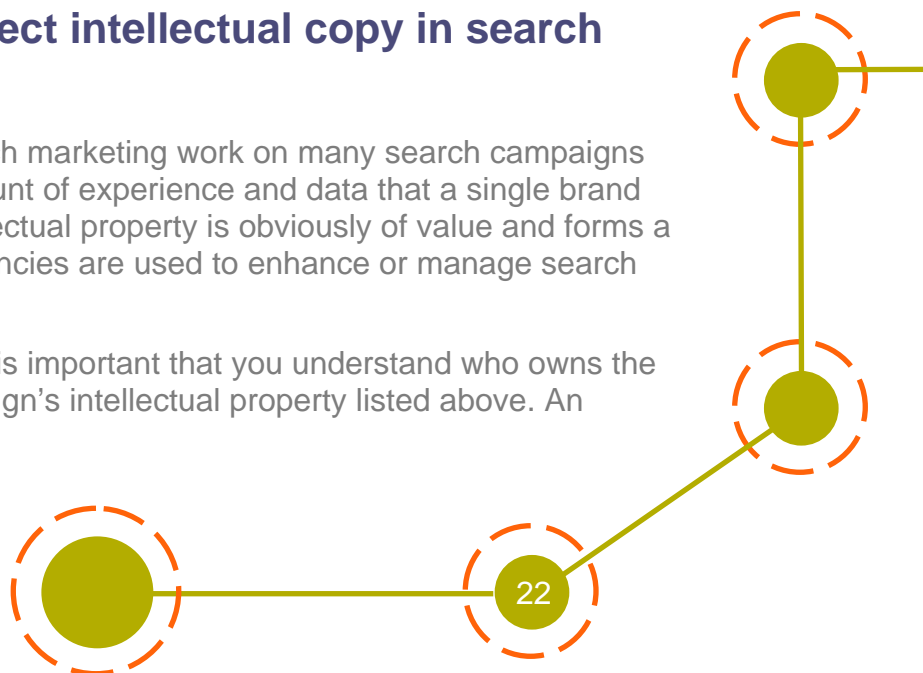 ect intellectual copy in search
h marketing work on many search campaigns
unt of experience and data that a single brand
ectual property is obviously of value and forms a
ncies are used to enhance or manage search
is important that you understand who owns the
ign's intellectual property listed above. An
22